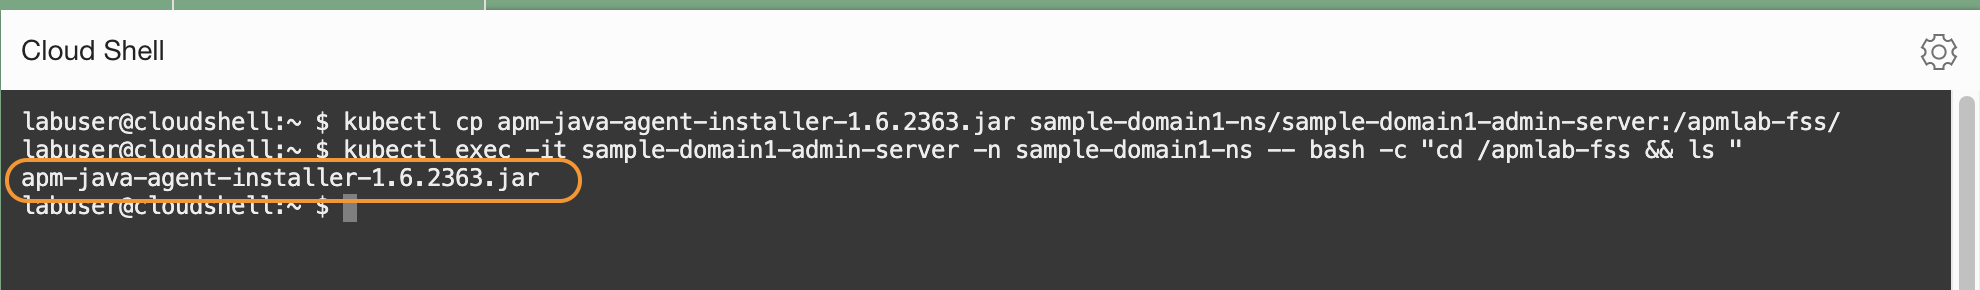 Cloud Shell
labuser@cloudshell:~ $ kubectl cp apm-java-agent-installer-1.6.2363.jar sample-domain1-ns/sample-domain1-admin-server:/apmlab-fss/
labuser@cloudshell:~ $ kubectl exec -it sample-domain1-admin-server -n sample-domain1-ns -- bash -c "cd /apmlab-fss && ls "
apm-java-agent-installer-1.6.2363.jar
labuser@cloudshell:~ $